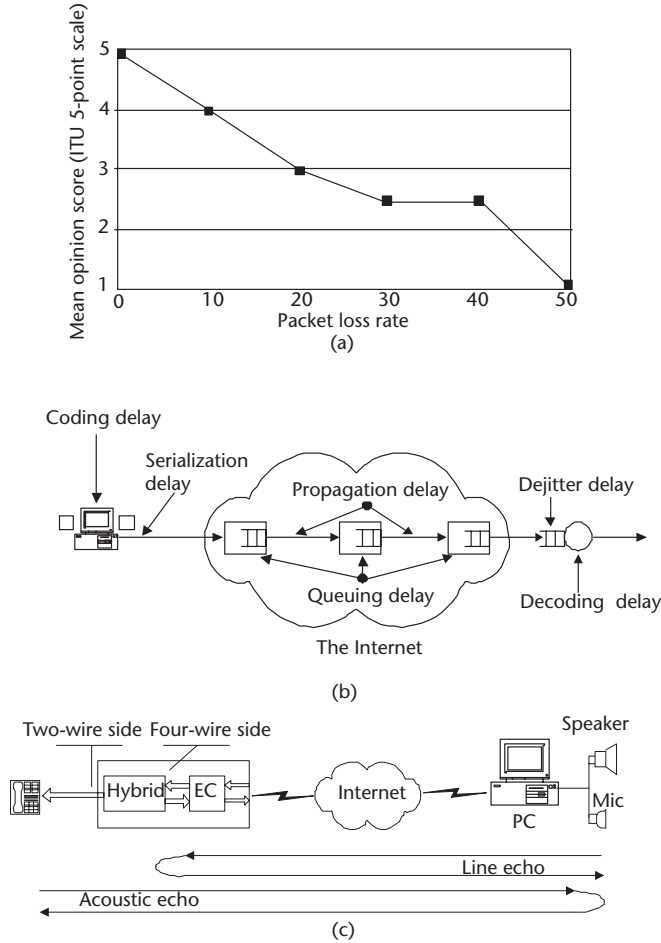 Mean opinion score (ITU 5-point scale)
5
4
3
2
1
0
10
20
30
40
50
Packet loss rate
(a)
Coding delay
Serialization
delay
Propagation delay
Dejitter delay
Queuing delay
Decoding delay
The Internet
(b)
Two-wire side
Four-wire side
Speaker
Hybrid
EC
Internet
PC
Mic
Line echo
Acoustic echo
(c)